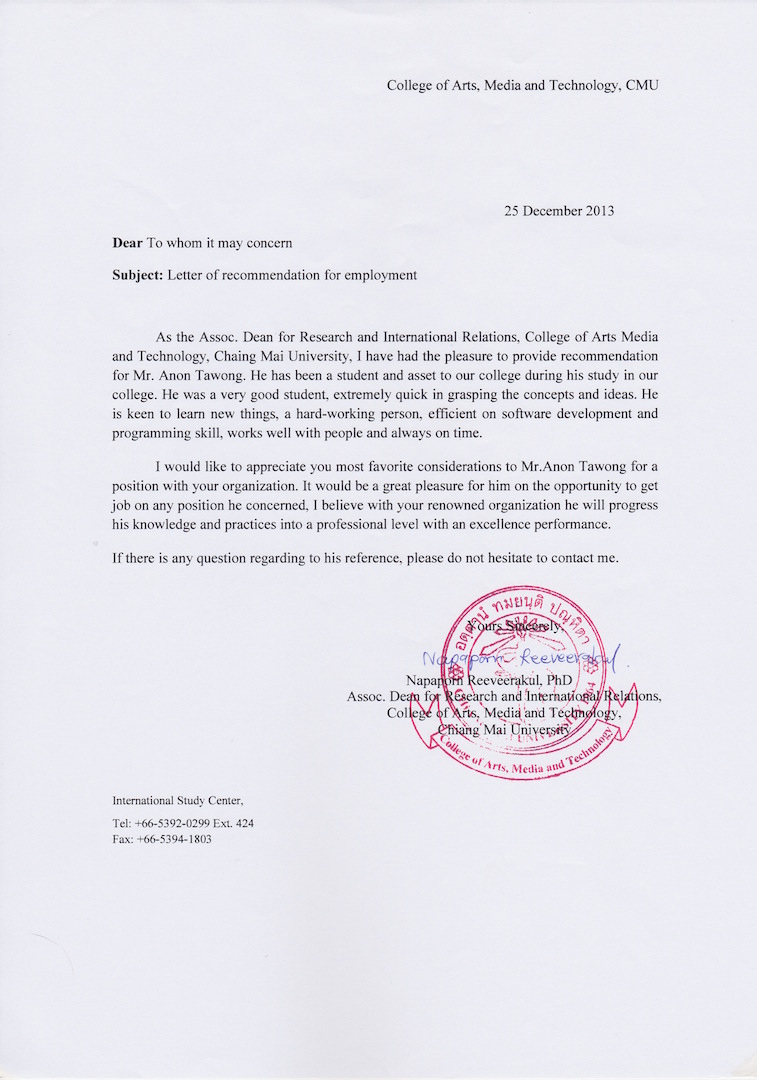 College of Arts, Media and Technology, CMU
25 December 2013
Dear To whom it may concern
Subject: Letter of recommendation for employment
As the Assoc. Dean for Research and International Relations, College of Arts Media
and Technology, Chaing Mai University, I have had the pleasure to provide recommendation
for Mr. Anon Tawong. He has been a student and asset to our college during his study in our
college. He was a very good student, extremely quick in grasping the concepts and ideas. He
is keen to learn new things, a hard-working person, efficient on software development and
programming skill, works well with people and always on time.
I would like to appreciate you most favorite considerations to Mr.Anon Tawong for a
position with your organization. It would be a great pleasure for him on the opportunity to get
job on any position he concerned, I believe with your renowned organization he will progress
his knowledge and practices into a professional level with an excellence performance.
If there is any question regarding to his reference, please do not hesitate to contact me.
อตฺตานํ ทมยนฺติ ปณฺฑิตา
Yours Sincerely,
Napaporn Reeveerakul
Napaporn Reeveerakul, PhD
Assoc. Dean for Research and International Relations,
College of Arts, Media and Technology,
Chiang Mai University
UNIVERSITY 1964
College of Arts, Media and Technology
International Study Center,
Tel: +66-5392-0299 Ext. 424
Fax: +66-5394-1803